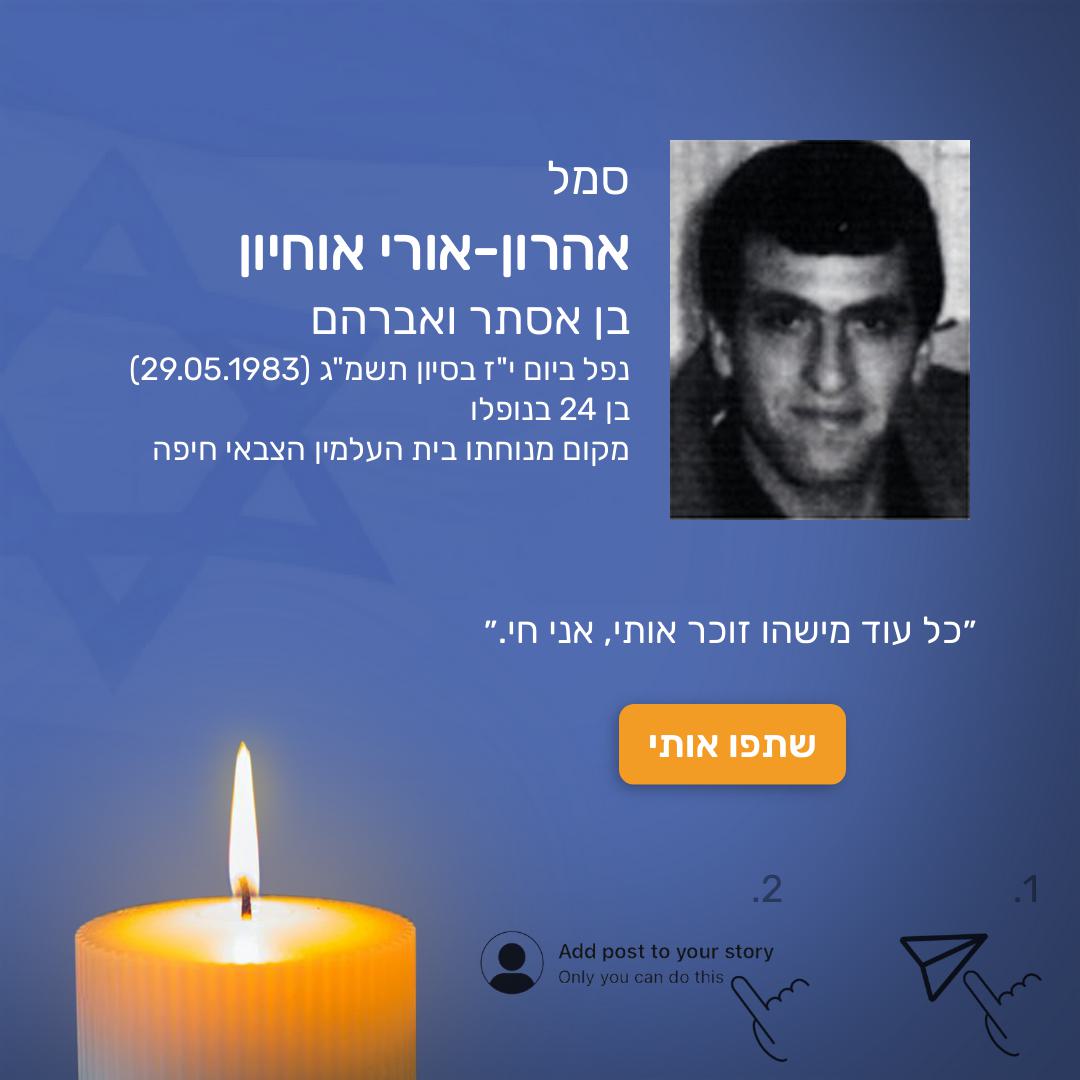 סמל
אהרון-אורי אוחיון
בן אסתר ואברהם
נפל ביום י"ז בסיון תשמ"ג (29.05.1983)
בן 24 בנופלו
מקום מנוחתו בית העלמין הצבאי חיפה
״כל עוד מישהו זוכר אותי, אני חי.״
שתפו אותי
.1
.2
Add post to your story
Only you can do this